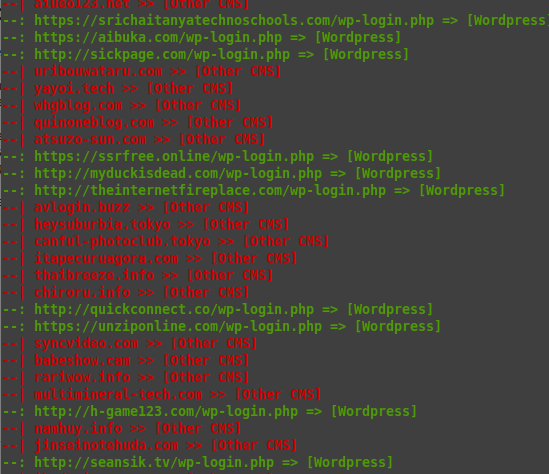 --| aiueo123.net >> [Other CMS]
--: https://srichaitanyatechnoschools.com/wp-login.php => [Wordpress
--: https://aibuka.com/wp-login.php => [Wordpress]
--: http://sickpage.com/wp-login.php => [Wordpress]
--| uribouwataru.com >> [Other CMS]
--| yayoi.tech >> [Other CMS]
--| whgblog.com >> [Other CMS]
--| quinoneblog.com >> [Other CMS]
--| atsuzo-sun.com >> [Other CMS]
--: https://ssrfree.online/wp-login.php => [Wordpress]
--: http://myduckisdead.com/wp-login.php => [Wordpress]
--: http://theinternetfireplace.com/wp-login.php => [Wordpress]
--| avlogin.buzz >> [Other CMS]
--| heysuburbia.tokyo >> [Other CMS]
--| canful-photoclub.tokyo >> [Other CMS]
--| itapecuruagora.com >> [Other CMS]
--| thaibreeze.info >> [Other CMS]
--| chiroru.info >> [Other CMS]
--: http://quickconnect.co/wp-login.php => [Wordpress]
--: https://unziponline.com/wp-login.php => [Wordpress]
--| syncvideo.com >> [Other CMS]
--| babeshow.cam >> [Other CMS]
--| rariwow.info >> [Other CMS]
--| multimineral-tech.com >> [Other CMS]
--: http://h-game123.com/wp-login.php => [Wordpress]
--| namhuy.info >> [Other CMS]
--| jinseinotehuda.com >> [Other CMS]
--: http://seansik.tv/wp-login.php => [Wordpress]